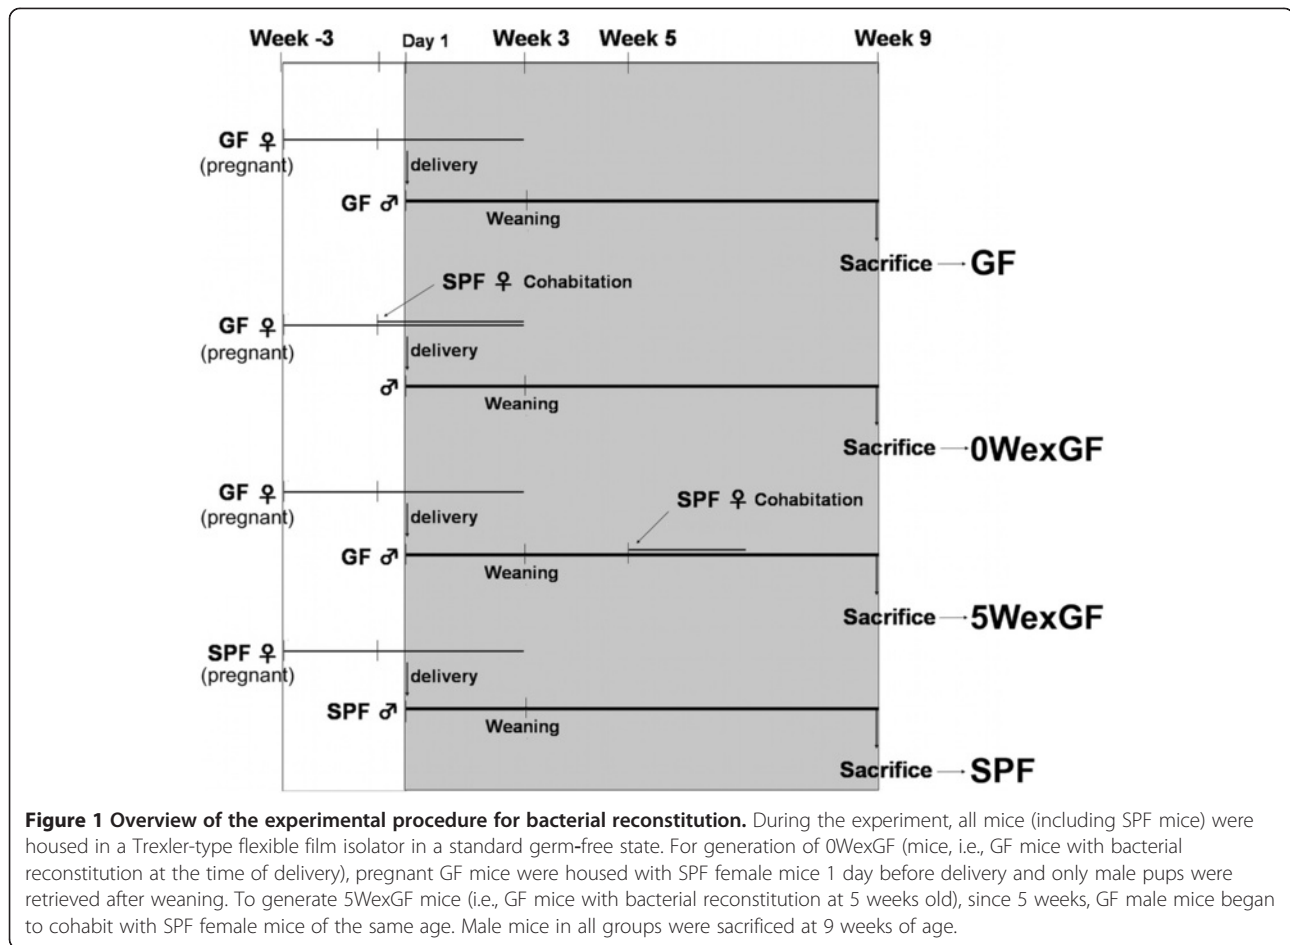 Week -3 Day 1 Week 3 Week 5 Week 9
GF ♀
(pregnant)
delivery
GF ♂
Weaning
Sacrifice → GF
SPF ♀ Cohabitation
GF ♀
(pregnant)
delivery
♂
Weaning
Sacrifice → 0WexGF
GF ♀
(pregnant)
SPF ♀ Cohabitation
delivery
GF ♂
Weaning
Sacrifice → 5WexGF
SPF ♀
(pregnant)
delivery
SPF ♂
Weaning
Sacrifice → SPF
Figure 1 Overview of the experimental procedure for bacterial reconstitution. During the experiment, all mice (including SPF mice) were
housed in a Trexler-type flexible film isolator in a standard germ-free state. For generation of 0WexGF (mice, i.e., GF mice with bacterial
reconstitution at the time of delivery), pregnant GF mice were housed with SPF female mice 1 day before delivery and only male pups were
retrieved after weaning. To generate 5WexGF mice (i.e., GF mice with bacterial reconstitution at 5 weeks old), since 5 weeks, GF male mice began
to cohabit with SPF female mice of the same age. Male mice in all groups were sacrificed at 9 weeks of age.